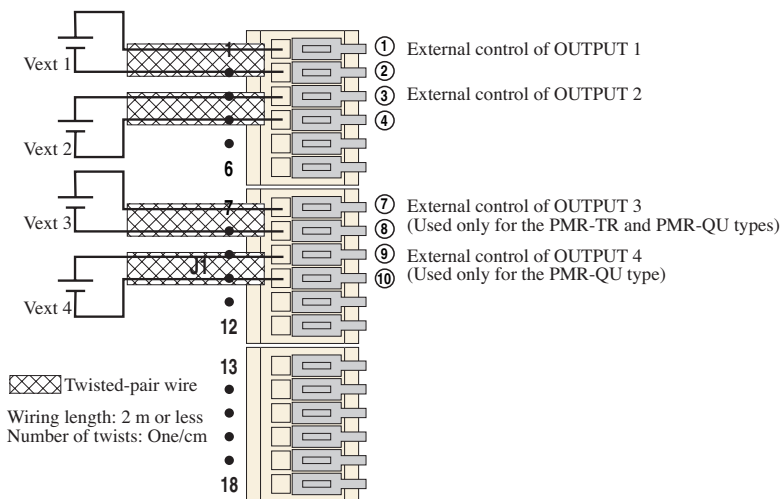 Vext 1
1
① External control of OUTPUT 1
②
③ External control of OUTPUT 2
④
Vext 2
6
Vext 3
7
⑦ External control of OUTPUT 3
⑧ (Used only for the PMR-TR and PMR-QU types)
J1
⑨ External control of OUTPUT 4
⑩ (Used only for the PMR-QU type)
Vext 4
12
13
Twisted-pair wire
Wiring length: 2 m or less
Number of twists: One/cm
18